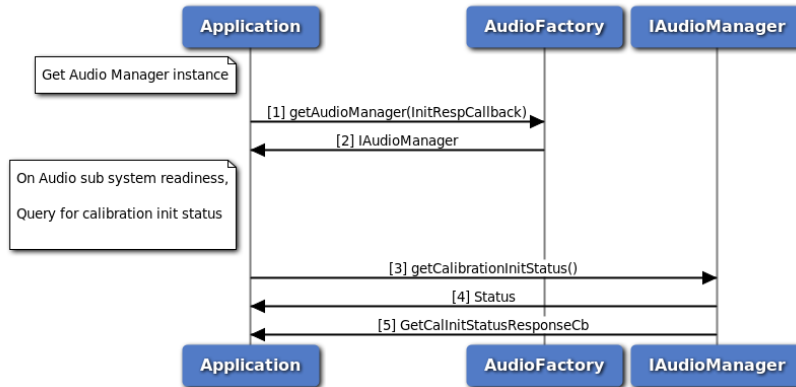 Application
AudioFactory
IAudioManager
Get Audio Manager instance
[1] getAudioManager(InitRespCallback)
[2] IAudioManager
On Audio sub system readiness,
Query for calibration init status
[3] getCalibrationInitStatus()
[4] Status
[5] GetCalInitStatusResponseCb
Application
AudioFactory
IAudioManager